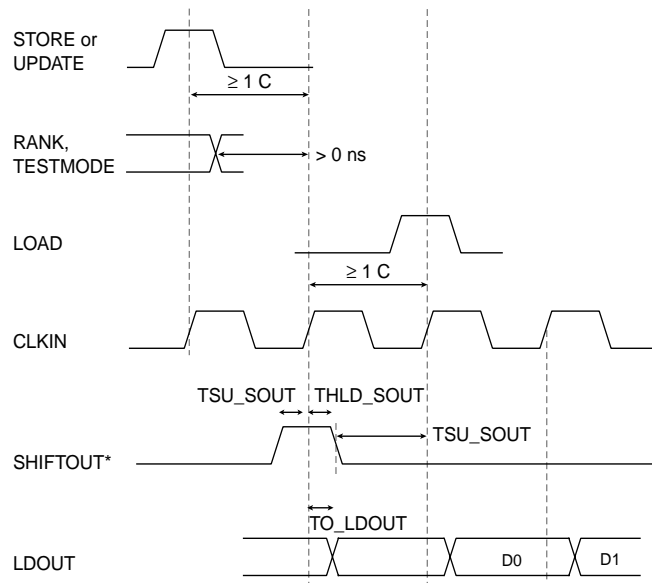 STORE or
UPDATE
≥ 1 C
RANK,
TESTMODE
> 0 ns
LOAD
≥ 1 C
CLKIN
TSU_SOUT THLD_SOUT
TSU_SOUT
SHIFTOUT*
TO_LDOUT
LDOUT D0 D1